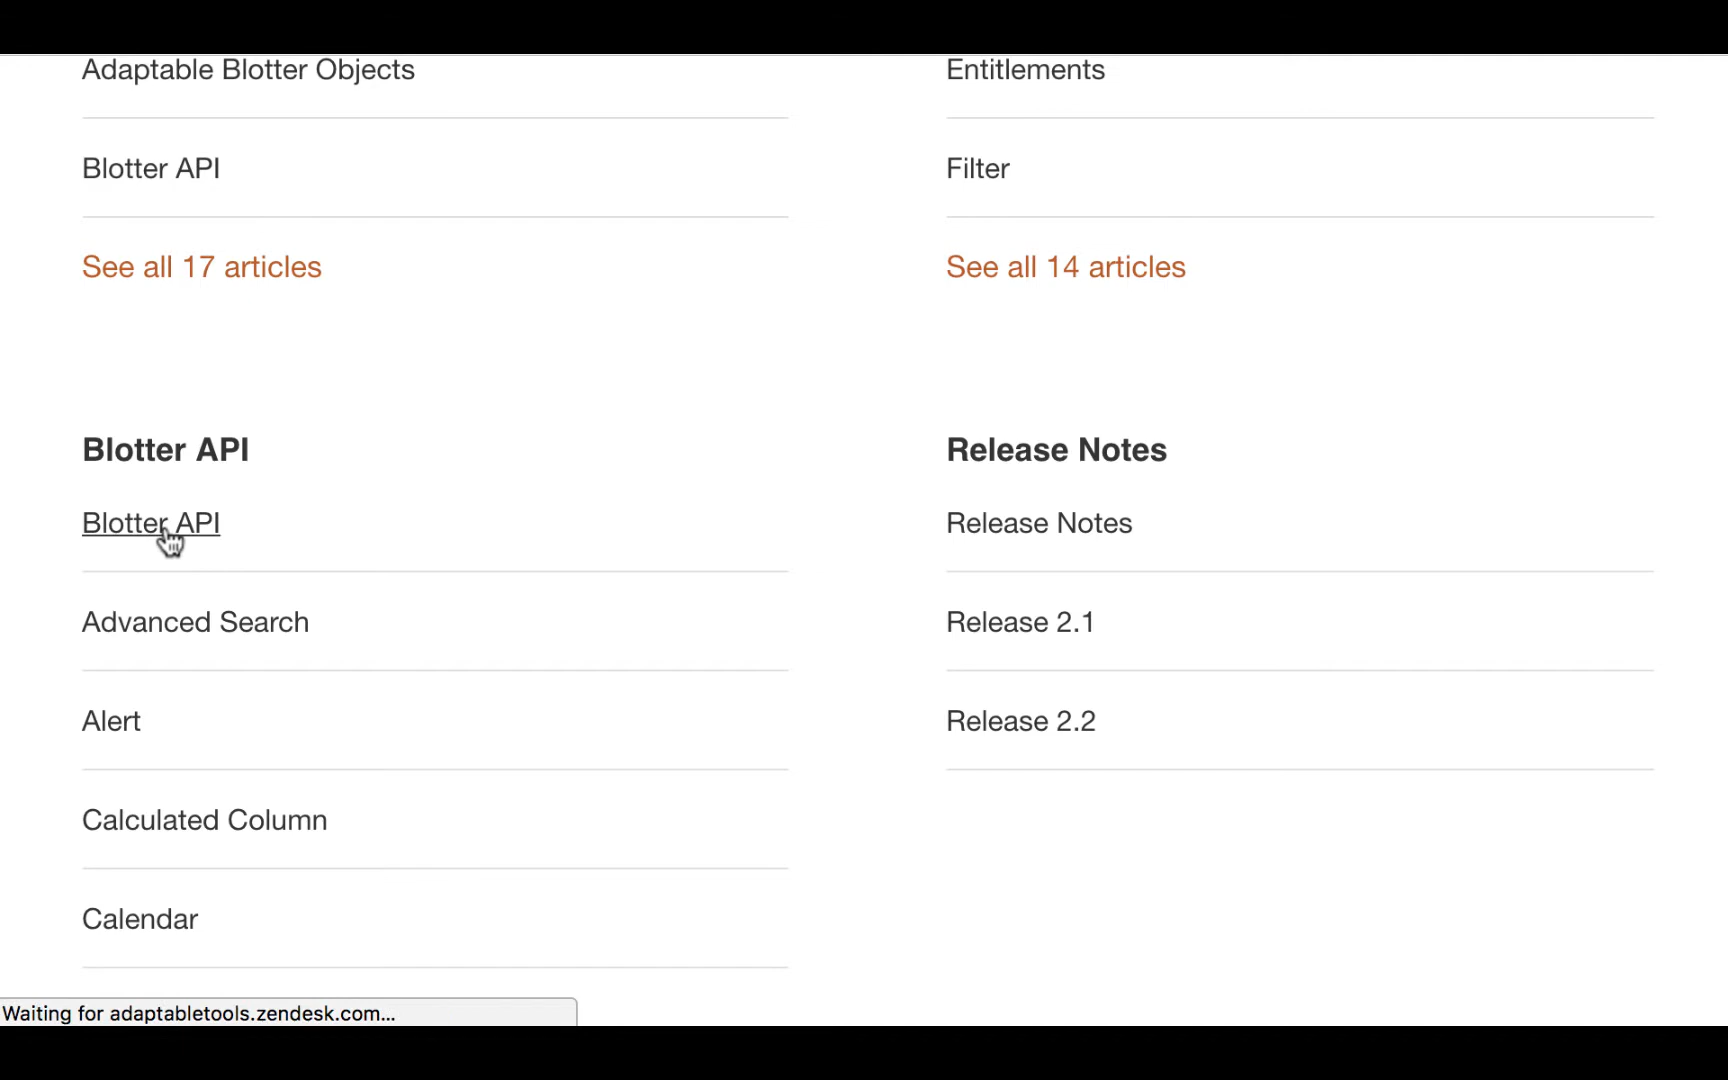 Adaptable Blotter Objects
Blotter API
See all 17 articles
Entitlements
Filter
See all 14 articles
Blotter API
Blotter API
Advanced Search
Alert
Calculated Column
Calendar
Release Notes
Release Notes
Release 2.1
Release 2.2
Waiting for adaptabletools.zendesk.com...